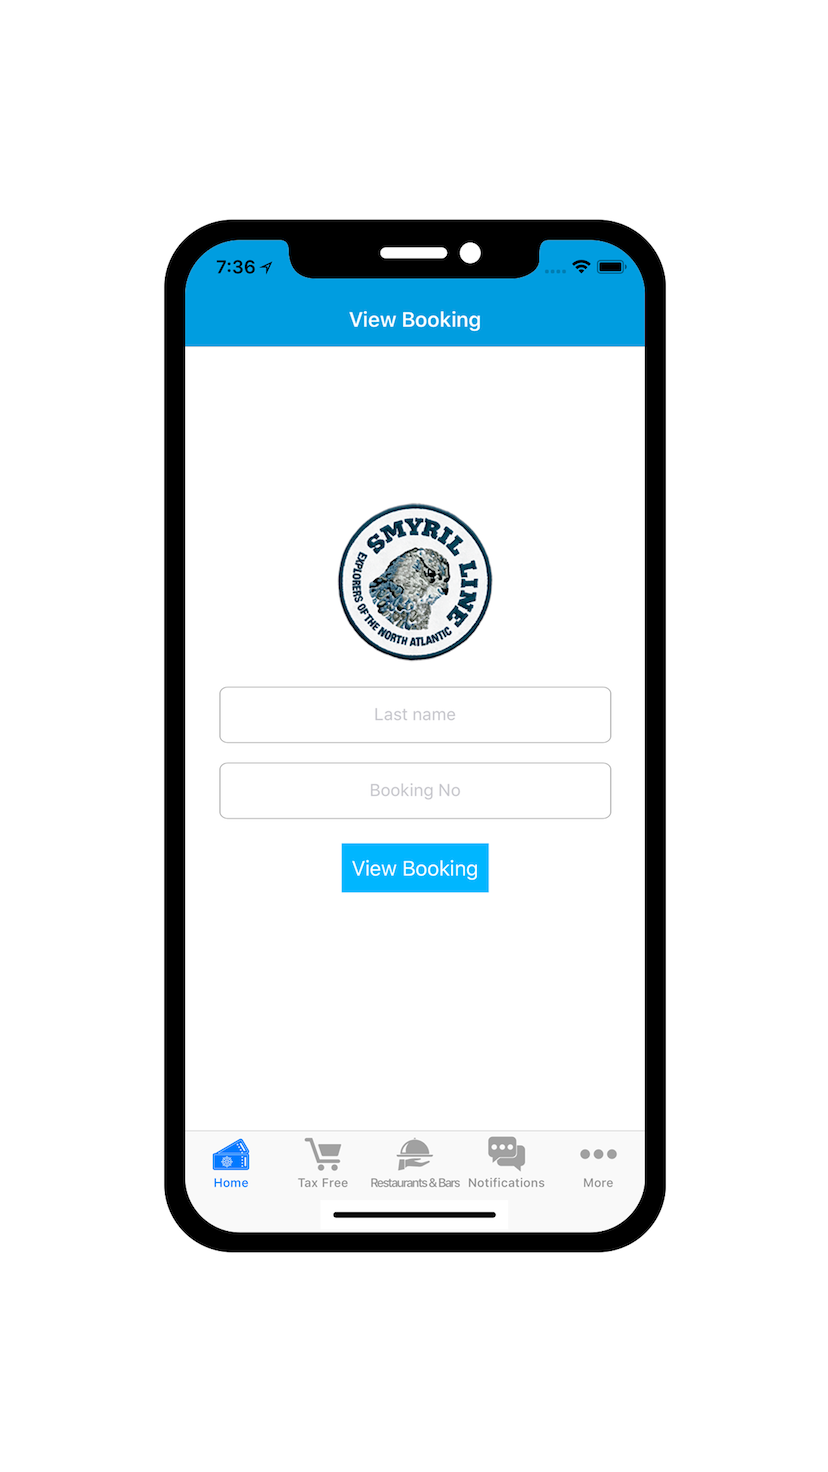 7:36
View Booking
SMYRIL LINE
EXPLORERS OF THE NORTH ATLANTIC
Last name
Booking No
View Booking
Home
Tax Free
Restaurants & Bars
Notifications
More